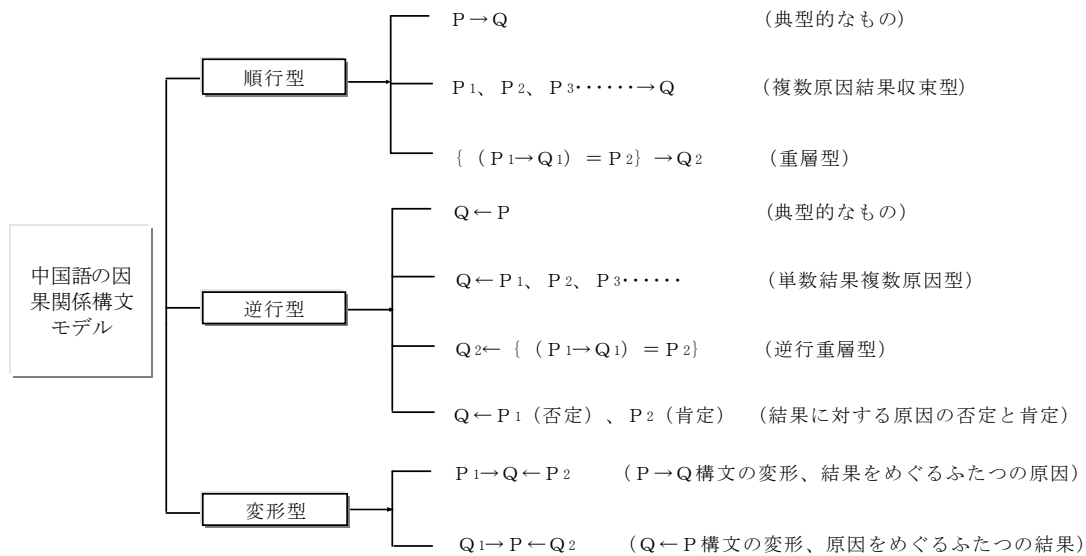 P→Q （典型的なもの）
順行型
P1、P2、P3‥‥‥→Q （複数原因結果収束型）
{（P1→Q1）＝P2}→Q2 （重層型）
Q←P （典型的なもの）
中国語の因
果関係構文
モデル
Q←P1、P2、P3‥‥‥ （単数結果複数原因型）
逆行型
Q2←{（P1→Q1）＝P2} （逆行重層型）
Q←P1（否定）、P2（肯定） （結果に対する原因の否定と肯定）
P1→Q←P2 （P→Q構文の変形、結果をめぐるふたつの原因）
変形型
Q1→P←Q2 （Q←P構文の変形、原因をめぐるふたつの結果）